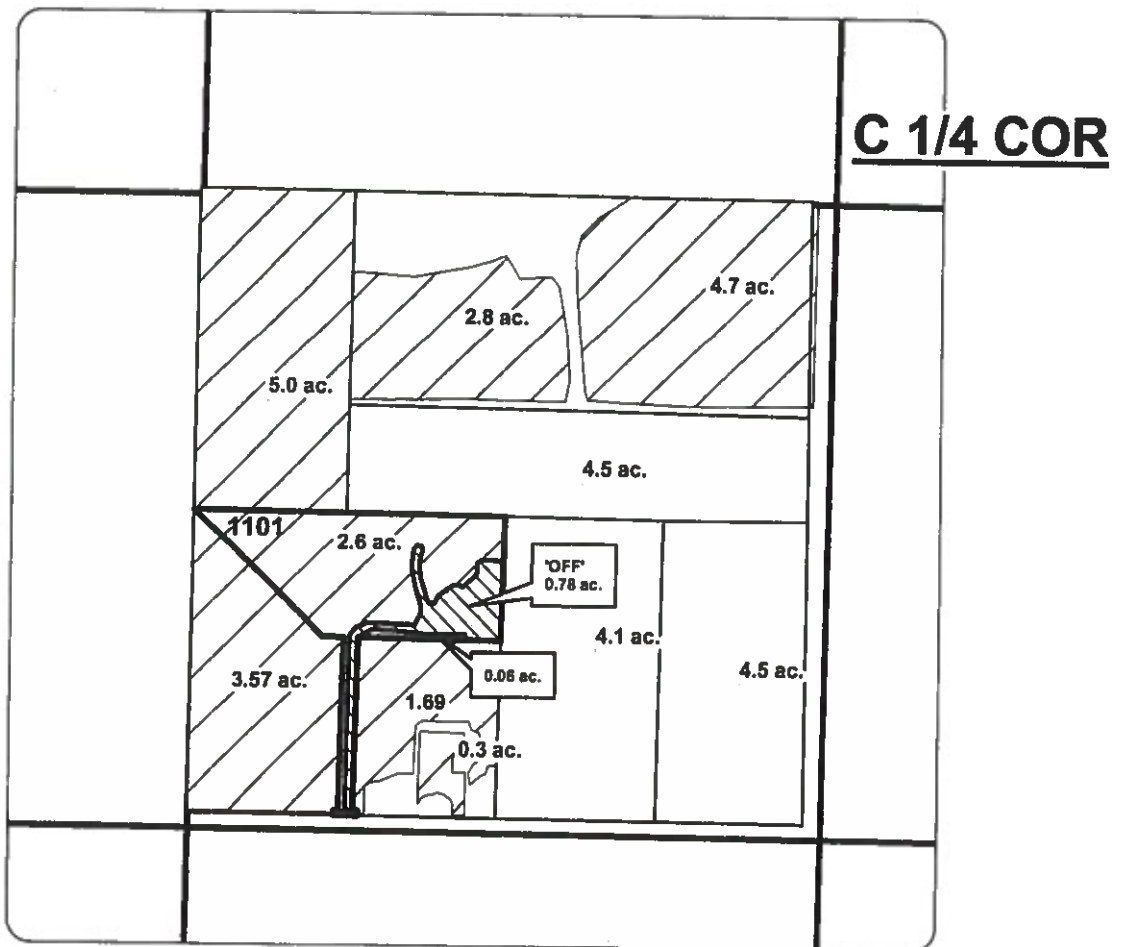 C 1/4 COR
4.7 ac.
2.8 ac.
5.0 ac.
4.5 ac.
1101
2.6 ac.
"OFF"
0.78 ac.
4.1 ac.
4.5 ac.
3.57 ac.
0.06 ac.
1.69
0.3 ac.